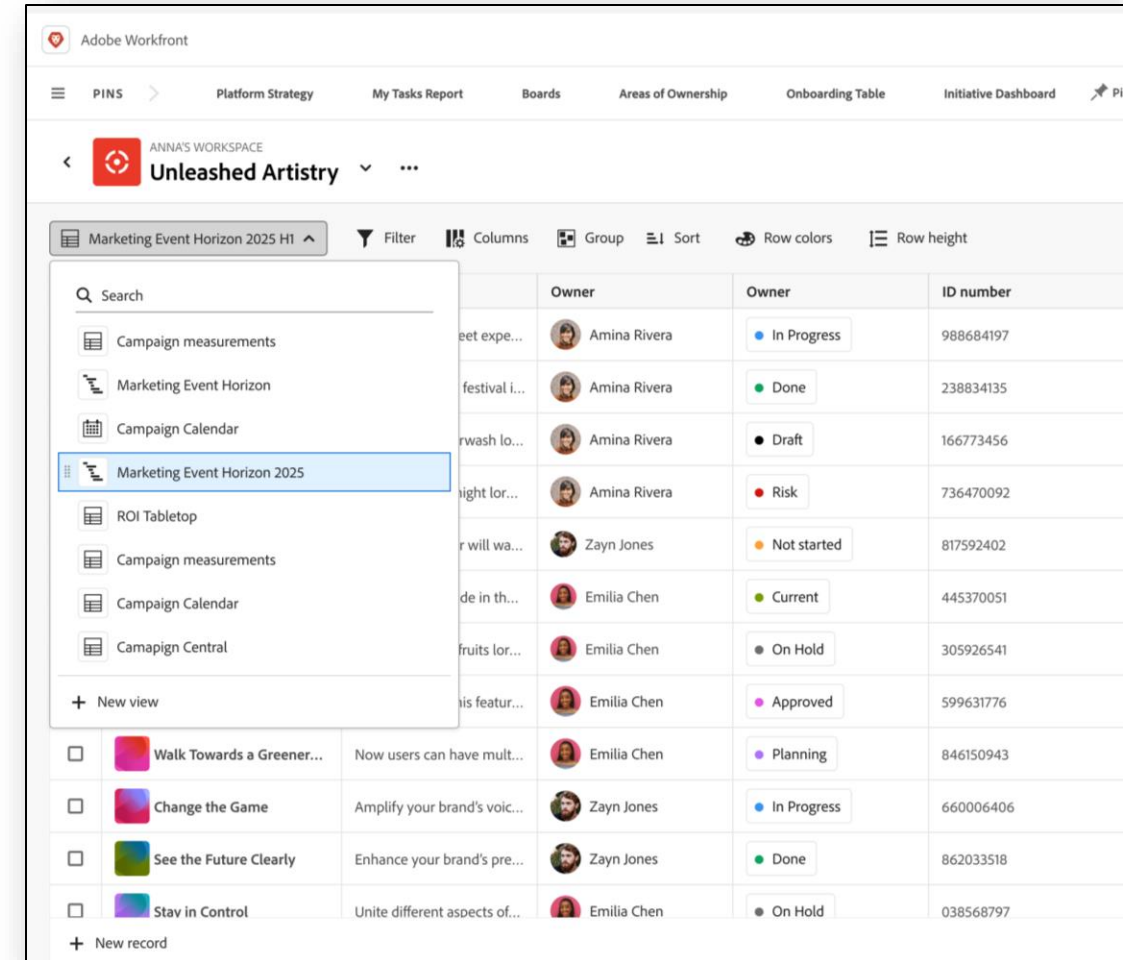 Adobe Workfront
PINS Platform Strategy My Tasks Report Boards Areas of Ownership Onboarding Table Initiative Dashboard Pi
ANNA'S WORKSPACE
Unleashed Artistry
Marketing Event Horizon 2025 H1 Filter Columns Group Sort Row colors Row height
Owner Owner ID number
Search
Campaign measurements
Marketing Event Horizon
Campaign Calendar
Marketing Event Horizon 2025
ROI Tabletop
Campaign measurements
Campaign Calendar
Camapign Central
+ New view
eet expe... Amina Rivera In Progress 988684197
festival i... Amina Rivera Done 238834135
rwash lo... Amina Rivera Draft 166773456
ight lor... Amina Rivera Risk 736470092
r will wa... Zayn Jones Not started 817592402
de in th... Emilia Chen Current 445370051
fruits lor... Emilia Chen On Hold 305926541
is featur... Emilia Chen Approved 599631776
Walk Towards a Greener... Now users can have mult... Emilia Chen Planning 846150943
Change the Game Amplify your brand's voic... Zayn Jones In Progress 660006406
See the Future Clearly Enhance your brand's pre... Zayn Jones Done 862033518
Stay in Control Unite different aspects of... Emilia Chen On Hold 038568797
+ New record